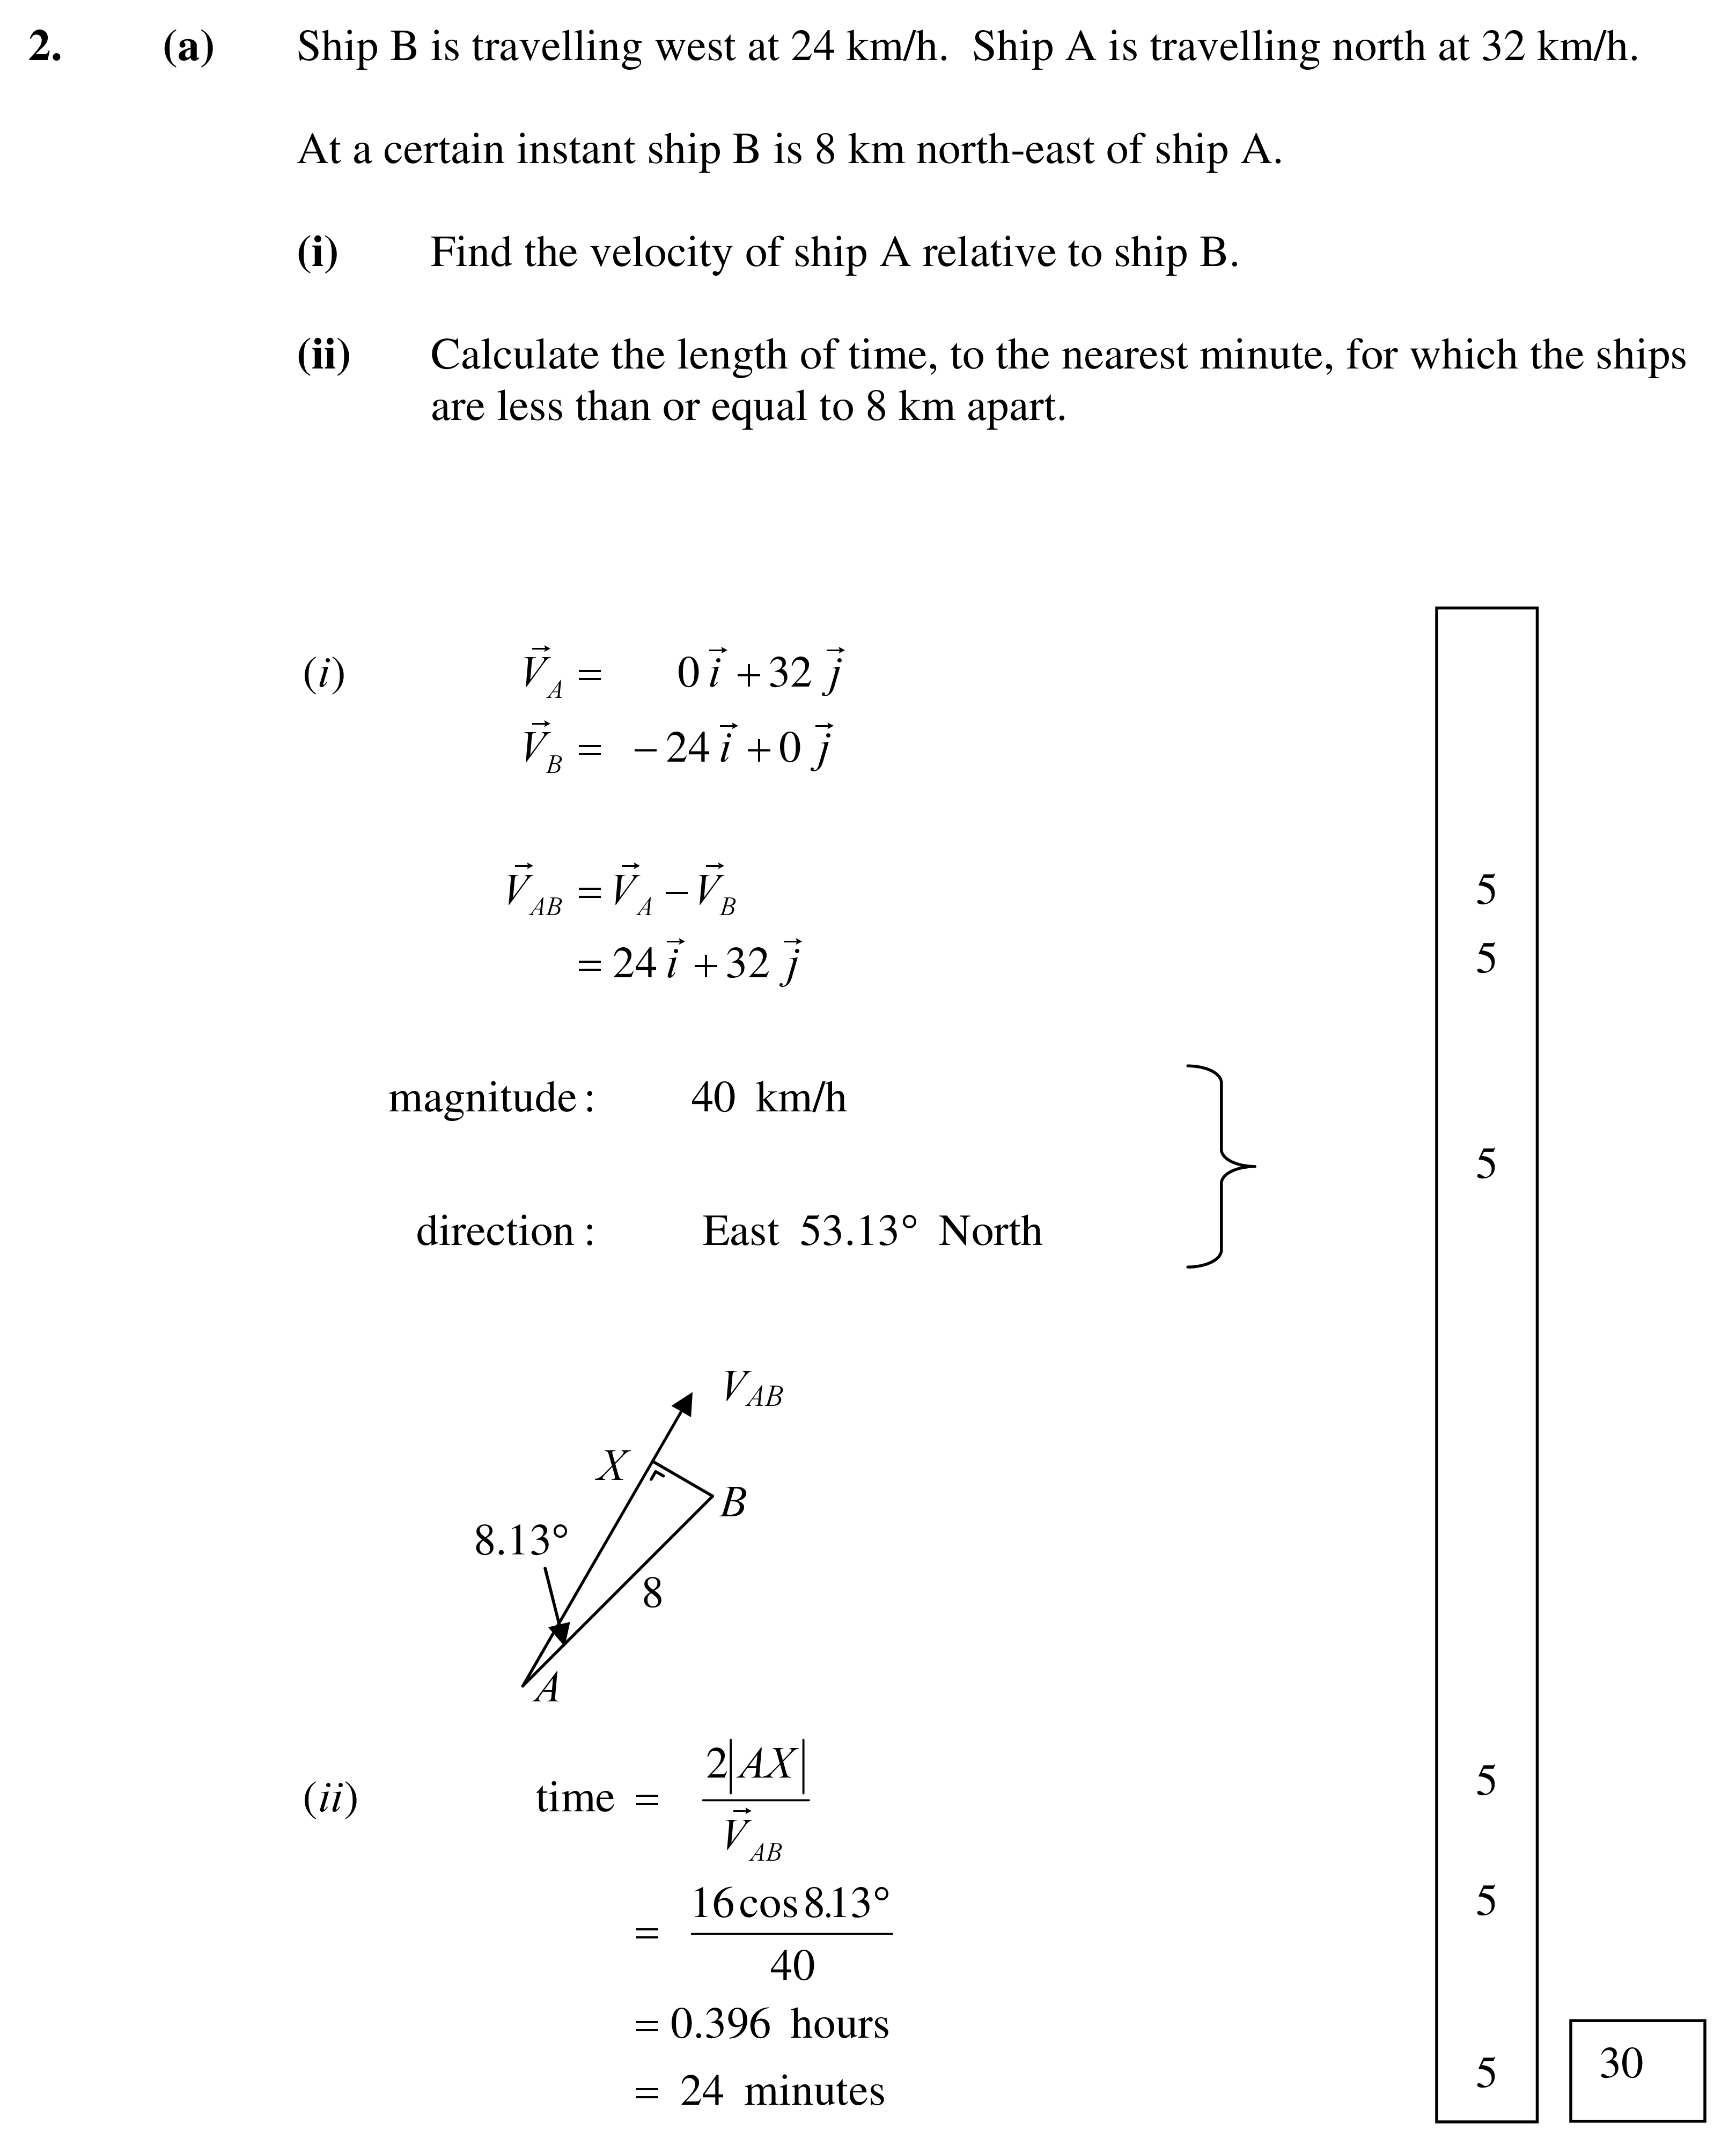 2. (a) Ship B is travelling west at 24 km/h. Ship A is travelling north at 32 km/h.
At a certain instant ship B is 8 km north-east of ship A.
(i) Find the velocity of ship A relative to ship B.
(ii) Calculate the length of time, to the nearest minute, for which the ships
are less than or equal to 8 km apart.
(i) $\vec{V}_A = 0\vec{i} + 32\vec{j}$
$\vec{V}_B = -24\vec{i} + 0\vec{j}$
$\vec{V}_{AB} = \vec{V}_A - \vec{V}_B$ 5
$= 24\vec{i} + 32\vec{j}$ 5
magnitude : 40 km/h
5
direction : East 53.13° North
$V_{AB}$
X
B
8.13°
8
A
(ii) time = $\frac{2|AX|}{\vec{V}_{AB}}$ 5
$= \frac{16\cos 8.13°}{40}$ 5
= 0.396 hours
= 24 minutes 5 30